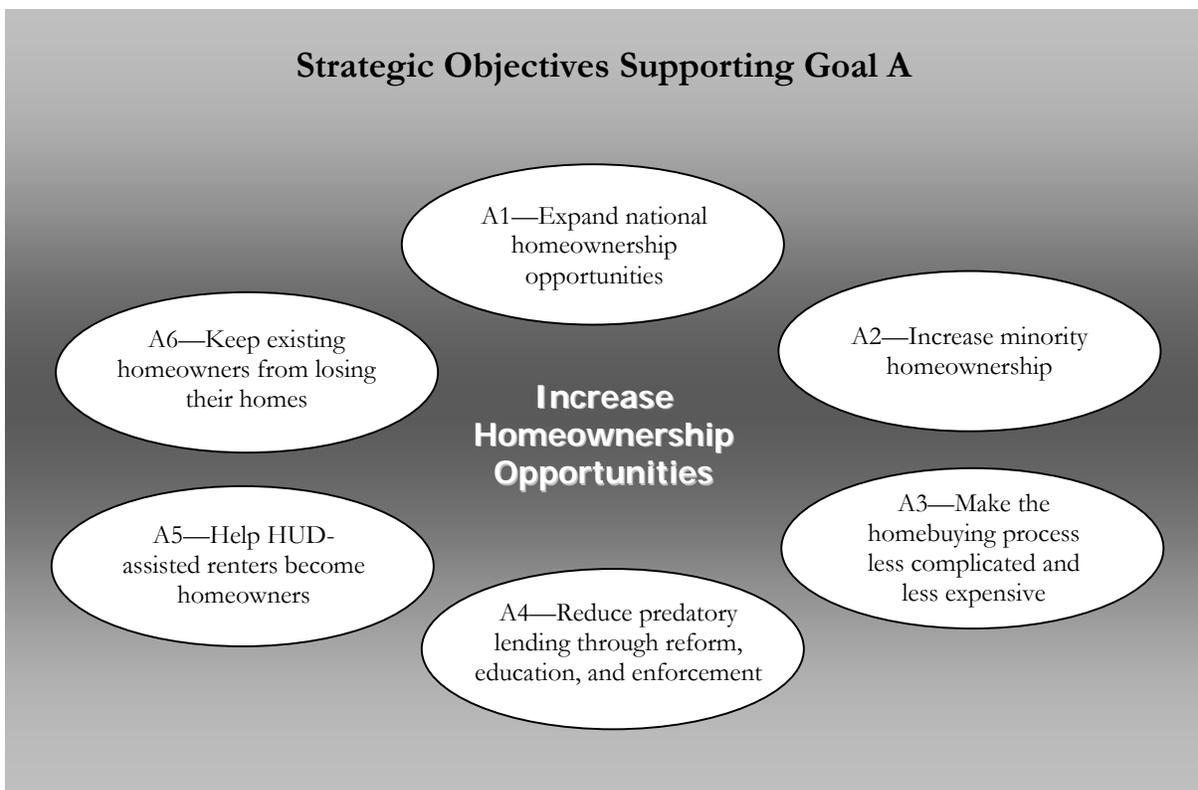 Strategic Objectives Supporting Goal A
A1—Expand national
homeownership
opportunities
A2—Increase minority
homeownership
A3—Make the
homebuying process
less complicated and
less expensive
A4—Reduce predatory
lending through reform,
education, and enforcement
A5—Help HUD-
assisted renters become
homeowners
A6—Keep existing
homeowners from losing
their homes
Increase
Homeownership
Opportunities